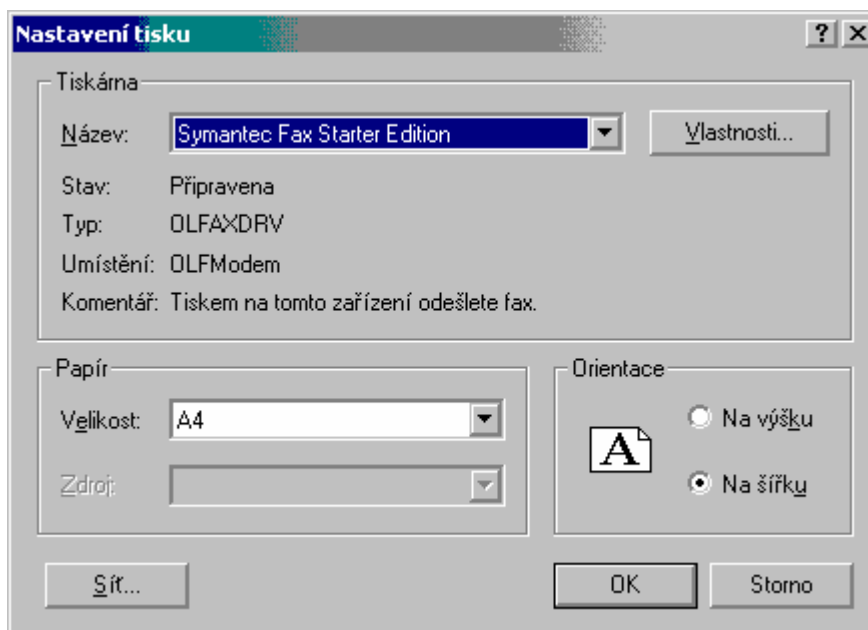 Nastavení tisku
Tiskárna
Název: Symantec Fax Starter Edition Vlastnosti...
Stav: Připravena
Typ: OLFAXDRV
Umístění: OLFModem
Komentář: Tiskem na tomto zařízení odešlete fax.
Papír
Velikost: A4
Zdroj:
Orientace
A
Na výšku
Na šířku
Síť... OK Storno